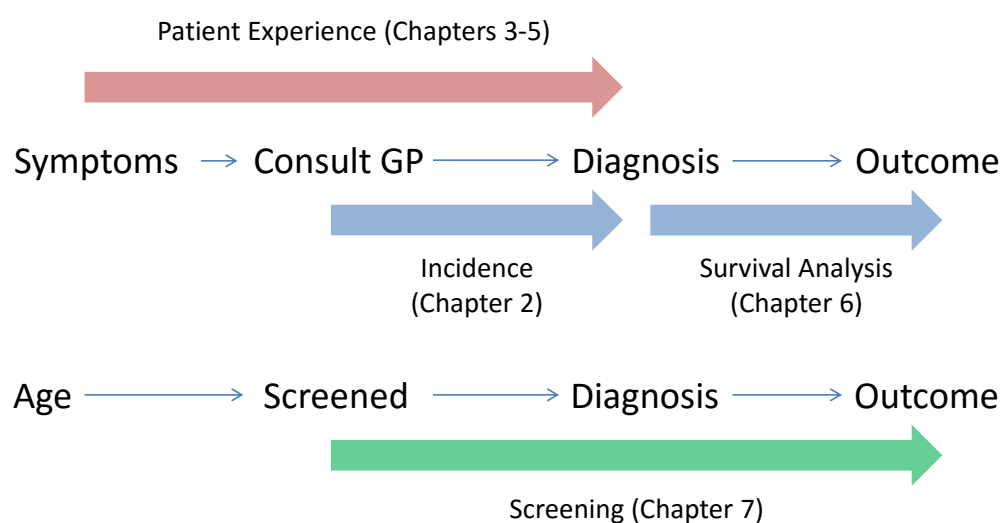 Patient Experience (Chapters 3-5)
Symptoms Consult GP Diagnosis Outcome
Incidence
(Chapter 2)
Survival Analysis
(Chapter 6)
Age Screened Diagnosis Outcome
Screening (Chapter 7)